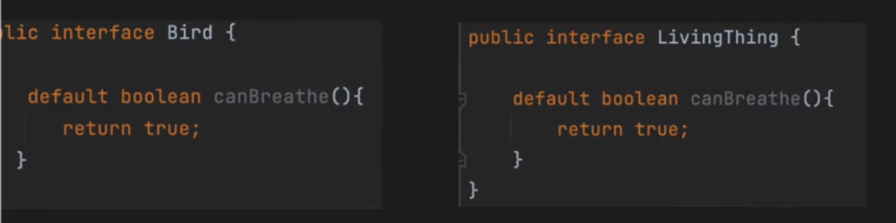 lic interface Bird {
default boolean canBreathe(){
return true;
}
public interface LivingThing {
default boolean canBreathe(){
return true;
}
}